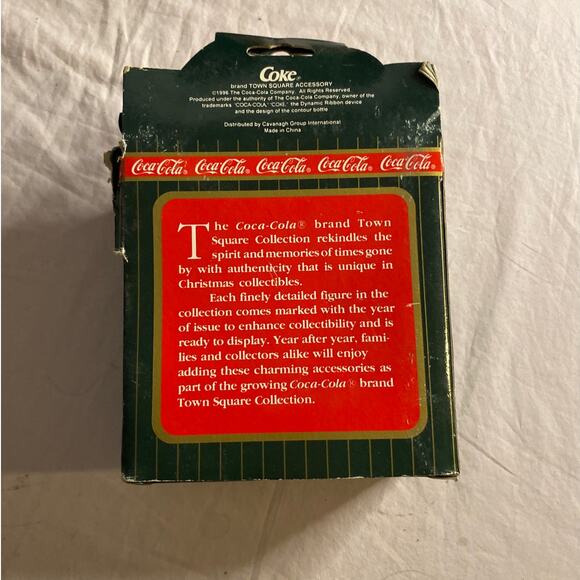 Coke®
brand TOWN SQUARE ACCESSORY
©1996 The Coca-Cola Company. All Rights Reserved.
Produced under the authority of The Coca-Cola Company, owner of the
trademarks "COCA-COLA," "COKE," the Dynamic Ribbon device
and the design of the contour bottle
Distributed by Cavanagh Group International
Made in China
Coca-Cola® Coca-Cola® Coca-Cola® Coca-Cola® Coca-Cola®
The Coca-Cola® brand Town
Square Collection rekindles the
spirit and memories of times gone
by with authenticity that is unique in
Christmas collectibles.
Each finely detailed figure in the
collection comes marked with the year
of issue to enhance collectibility and is
ready to display. Year after year, fami-
lies and collectors alike will enjoy
adding these charming accessories as
part of the growing Coca-Cola® brand
Town Square Collection.